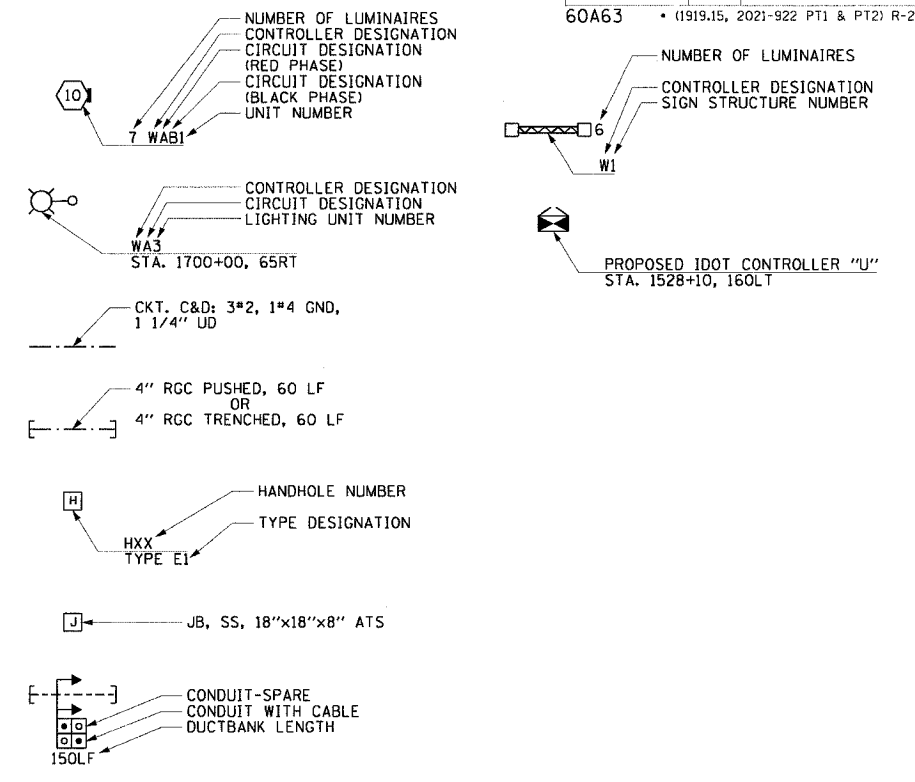 60A63 • (1919.15, 2021-922 PT1 & PT2) R-2
NUMBER OF LUMINAIRES
CONTROLLER DESIGNATION
CIRCUIT DESIGNATION
(RED PHASE)
CIRCUIT DESIGNATION
(BLACK PHASE)
UNIT NUMBER
10
7 WAB1
NUMBER OF LUMINAIRES
CONTROLLER DESIGNATION
SIGN STRUCTURE NUMBER
6
W1
CONTROLLER DESIGNATION
CIRCUIT DESIGNATION
LIGHTING UNIT NUMBER
WA3
STA. 1700+00, 65RT
PROPOSED IDOT CONTROLLER "U"
STA. 1528+10, 160LT
CKT. C&D: 3#2, 1#4 GND,
1 1/4" UD
4" RGC PUSHED, 60 LF
OR
4" RGC TRENCHED, 60 LF
H
HANDHOLE NUMBER
TYPE DESIGNATION
HXX
TYPE E1
J
JB, SS, 18"x18"x8" ATS
CONDUIT-SPARE
CONDUIT WITH CABLE
DUCTBANK LENGTH
150LF